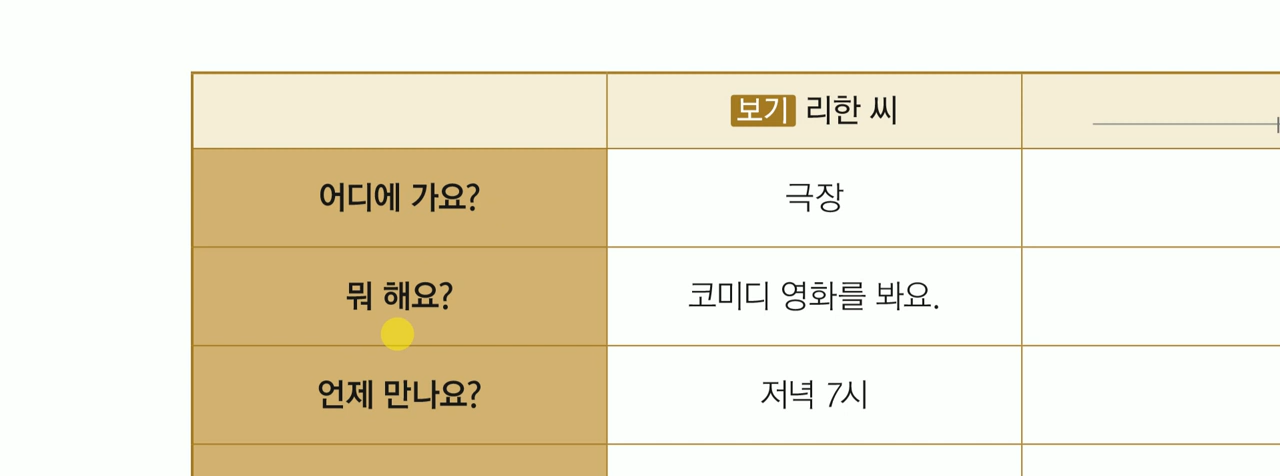 보기 리한 씨
어디에 가요? 극장
뭐 해요? 코미디 영화를 봐요.
언제 만나요? 저녁 7시